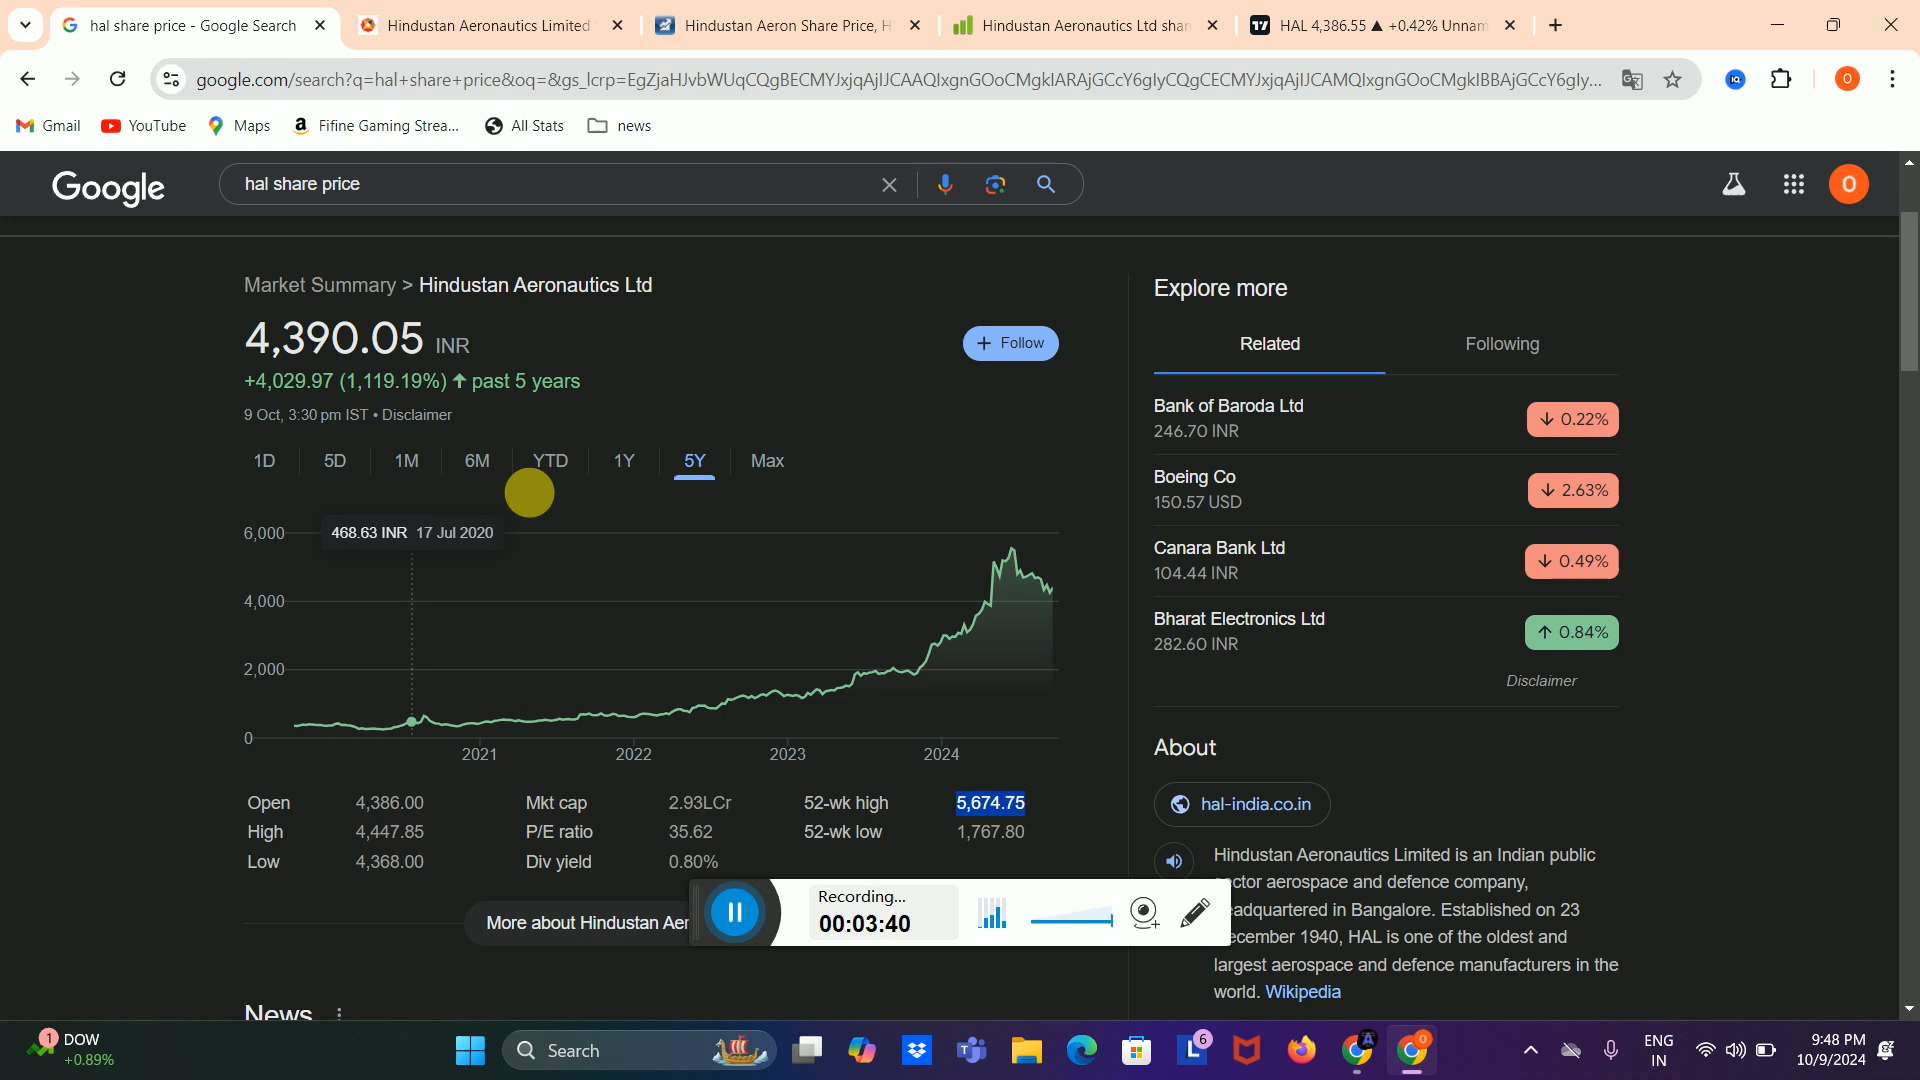 hal share price - Google Search
Hindustan Aeronautics Limited
Hindustan Aeron Share Price, H
Hindustan Aeronautics Ltd shar
HAL 4,386.55 ▲ +0.42% Unnam
google.com/search?q=hal+share+price&oq=&gs_lcrp=EgZjaHJvbWUqCQgBECMYJxjqAjIJCAAQIxgnGOoCMgkIARAjGCcY6gIyCQgCECMYJxjqAjIJCAMQIxgnGOoCMgkIBBAjGCcY6gIy...
Gmail
YouTube
Maps
Fifine Gaming Strea...
All Stats
news
Google
hal share price
O
Market Summary > Hindustan Aeronautics Ltd
4,390.05 INR
+ Follow
+4,029.97 (1,119.19%) ↑ past 5 years
9 Oct, 3:30 pm IST • Disclaimer
1D 5D 1M 6M YTD 1Y 5Y Max
468.63 INR 17 Jul 2020
6,000
4,000
2,000
0
2021 2022 2023 2024
Open 4,386.00 Mkt cap 2.93LCr 52-wk high 5,674.75
High 4,447.85 P/E ratio 35.62 52-wk low 1,767.80
Low 4,368.00 Div yield 0.80%
More about Hindustan Aer
News
Explore more
Related Following
Bank of Baroda Ltd
246.70 INR
↓ 0.22%
Boeing Co
150.57 USD
↓ 2.63%
Canara Bank Ltd
104.44 INR
↓ 0.49%
Bharat Electronics Ltd
282.60 INR
↑ 0.84%
Disclaimer
About
hal-india.co.in
Hindustan Aeronautics Limited is an Indian public
ctor aerospace and defence company,
adquartered in Bangalore. Established on 23
ecember 1940, HAL is one of the oldest and
largest aerospace and defence manufacturers in the
world. Wikipedia
Recording...
00:03:40
1
DOW
+0.89%
Search
6
ENG
IN
9:48 PM
10/9/2024